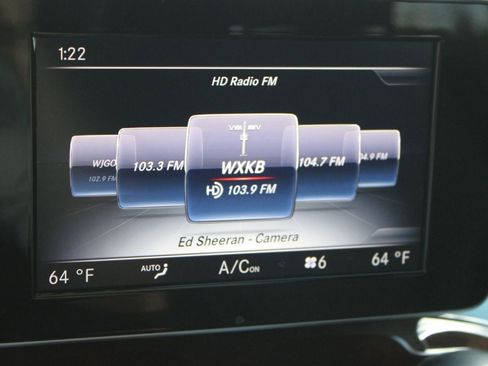 1:22
HD Radio FM
WJGO
102.9 FM
103.3 FM
WXKB
HD 103.9 FM
104.7 FM
Ed Sheeran - Camera
64 °F
AUTO
A/C ON
6
64 °F